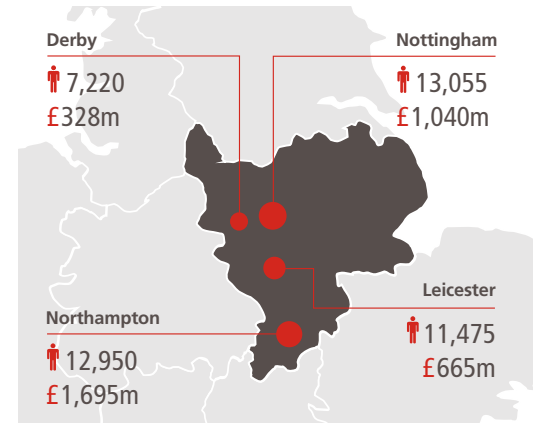 Derby
7,220
£328m
Nottingham
13,055
£1,040m
Leicester
11,475
£665m
Northampton
12,950
£1,695m